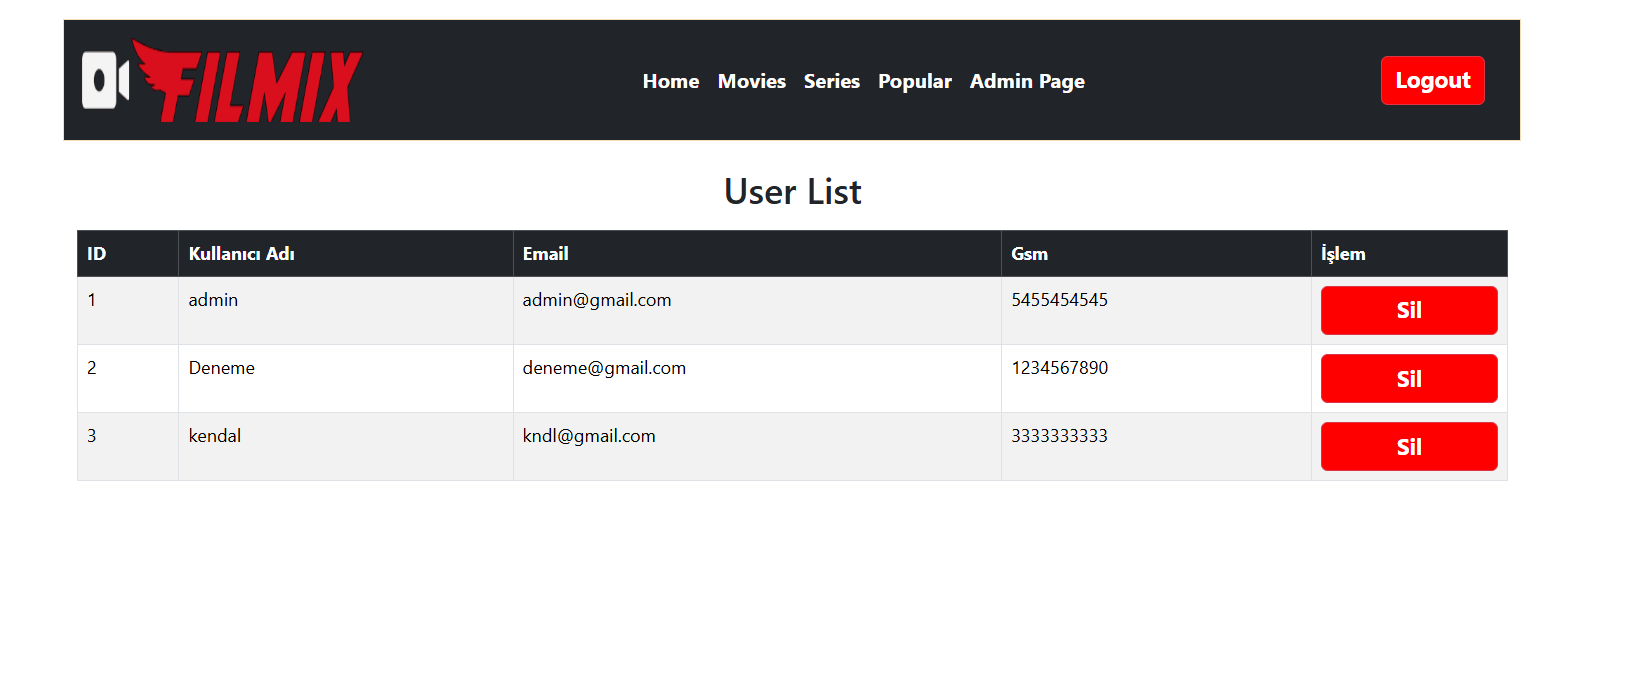 FILMIX
Home Movies Series Popular Admin Page
Logout
User List
ID Kullanıcı Adı Email Gsm İşlem
1 admin admin@gmail.com 5455454545 Sil
2 Deneme deneme@gmail.com 1234567890 Sil
3 kendal kndl@gmail.com 3333333333 Sil